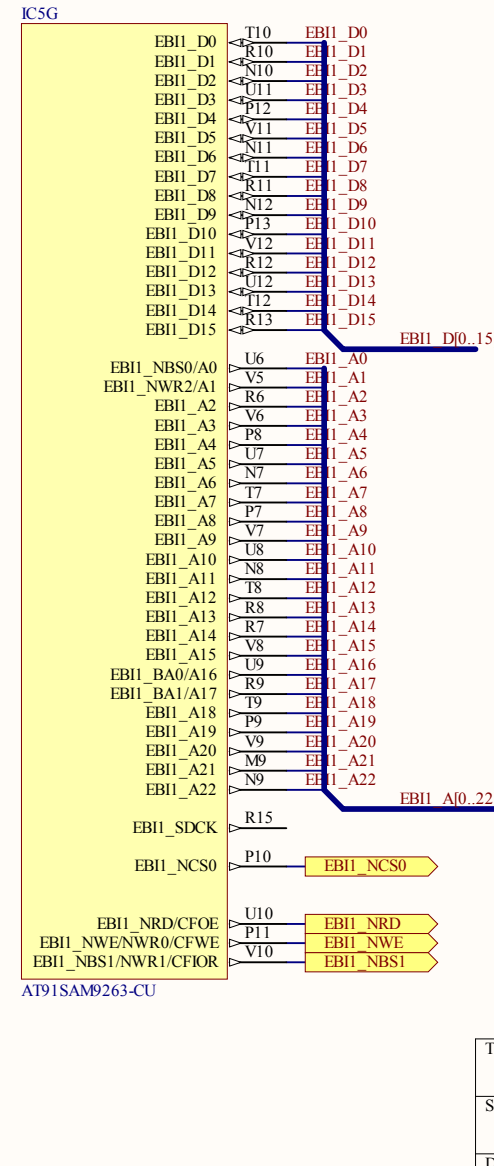 IC5G
EBI1_D0 T10 EBI1_D0
EBI1_D1 R10 EBI1_D1
EBI1_D2 N10 EBI1_D2
EBI1_D3 U11 EBI1_D3
EBI1_D4 P12 EBI1_D4
EBI1_D5 V11 EBI1_D5
EBI1_D6 N11 EBI1_D6
EBI1_D7 T11 EBI1_D7
EBI1_D8 R11 EBI1_D8
EBI1_D9 N12 EBI1_D9
EBI1_D10 P13 EBI1_D10
EBI1_D11 V12 EBI1_D11
EBI1_D12 R12 EBI1_D12
EBI1_D13 U12 EBI1_D13
EBI1_D14 T12 EBI1_D14
EBI1_D15 R13 EBI1_D15
EBI1_D[0..15
EBI1_NBS0/A0 U6 EBI1_A0
EBI1_NWR2/A1 V5 EBI1_A1
EBI1_A2 R6 EBI1_A2
EBI1_A3 V6 EBI1_A3
EBI1_A4 P8 EBI1_A4
EBI1_A5 U7 EBI1_A5
EBI1_A6 N7 EBI1_A6
EBI1_A7 T7 EBI1_A7
EBI1_A8 P7 EBI1_A8
EBI1_A9 V7 EBI1_A9
EBI1_A10 U8 EBI1_A10
EBI1_A11 N8 EBI1_A11
EBI1_A12 T8 EBI1_A12
EBI1_A13 R8 EBI1_A13
EBI1_A14 R7 EBI1_A14
EBI1_A15 V8 EBI1_A15
EBI1_BA0/A16 U9 EBI1_A16
EBI1_BA1/A17 R9 EBI1_A17
EBI1_A18 T9 EBI1_A18
EBI1_A19 P9 EBI1_A19
EBI1_A20 V9 EBI1_A20
EBI1_A21 M9 EBI1_A21
EBI1_A22 N9 EBI1_A22
EBI1_A[0..22
EBI1_SDCK R15
EBI1_NCS0 P10 EBI1_NCS0
EBI1_NRD/CFOE U10 EBI1_NRD
EBI1_NWE/NWR0/CFWE P11 EBI1_NWE
EBI1_NBS1/NWR1/CFIOR V10 EBI1_NBS1
AT91SAM9263-CU